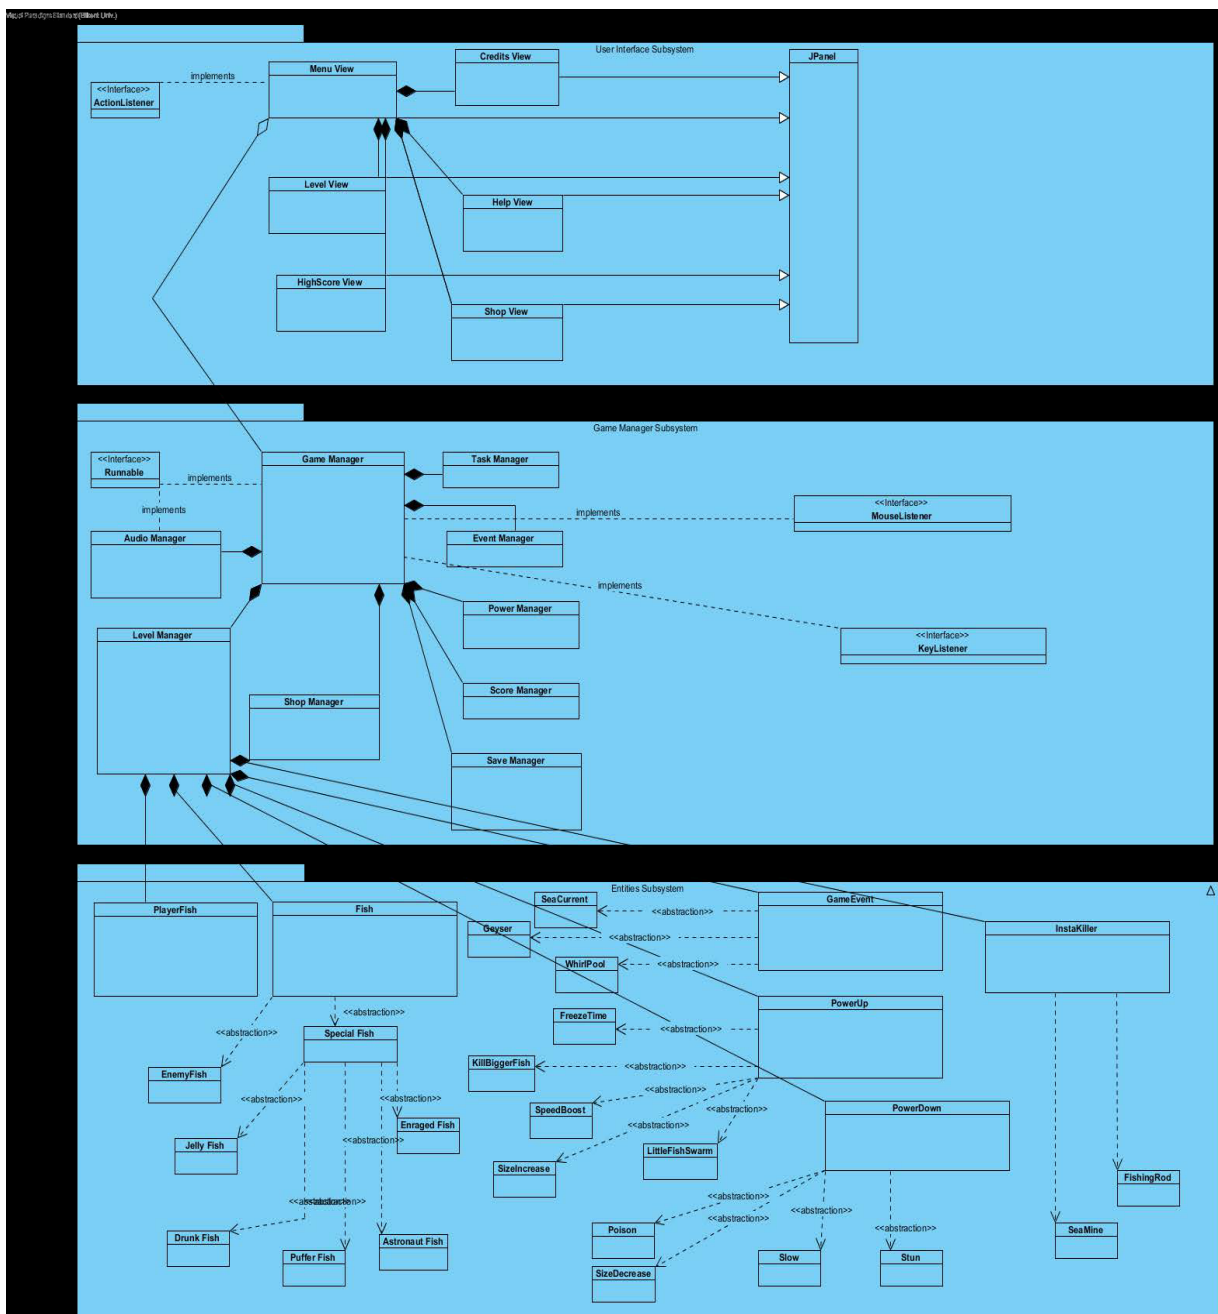 User Interface Subsystem
Credits View
JPanel
Menu View
implements
<<Interface>>
ActionListener
Level View
Help View
HighScore View
Shop View
Game Manager Subsystem
<<Interface>>
Runnable
Game Manager
Task Manager
implements
<<Interface>>
MouseListener
implements
implements
Audio Manager
Event Manager
implements
Power Manager
Level Manager
<<Interface>>
KeyListener
Score Manager
Shop Manager
Save Manager
Entities Subsystem
SeaCurrent
GameEvent
PlayerFish
Fish
<<abstraction>>
Geyser
InstaKiller
<<abstraction>>
WhirlPool
<<abstraction>>
PowerUp
<<abstraction>>
FreezeTime
<<abstraction>>
<<abstraction>>
Special Fish
KillBiggerFish
<<abstraction>>
EnemyFish
<<abstraction>>
<<abstraction>>
<<abstraction>>
<<abstraction>>
SpeedBoost
PowerDown
<<abstraction>>
Enraged Fish
<<abstraction>>
<<abstraction>>
Jelly Fish
LittleFishSwarm
SizeIncrease
FishingRod
<<abstraction>>
<<abstraction>>
<<abstraction>>
<<abstraction>>
<<abstraction>>
Poison
SeaMine
Drunk Fish
Astronaut Fish
Puffer Fish
Slow
Stun
SizeDecrease